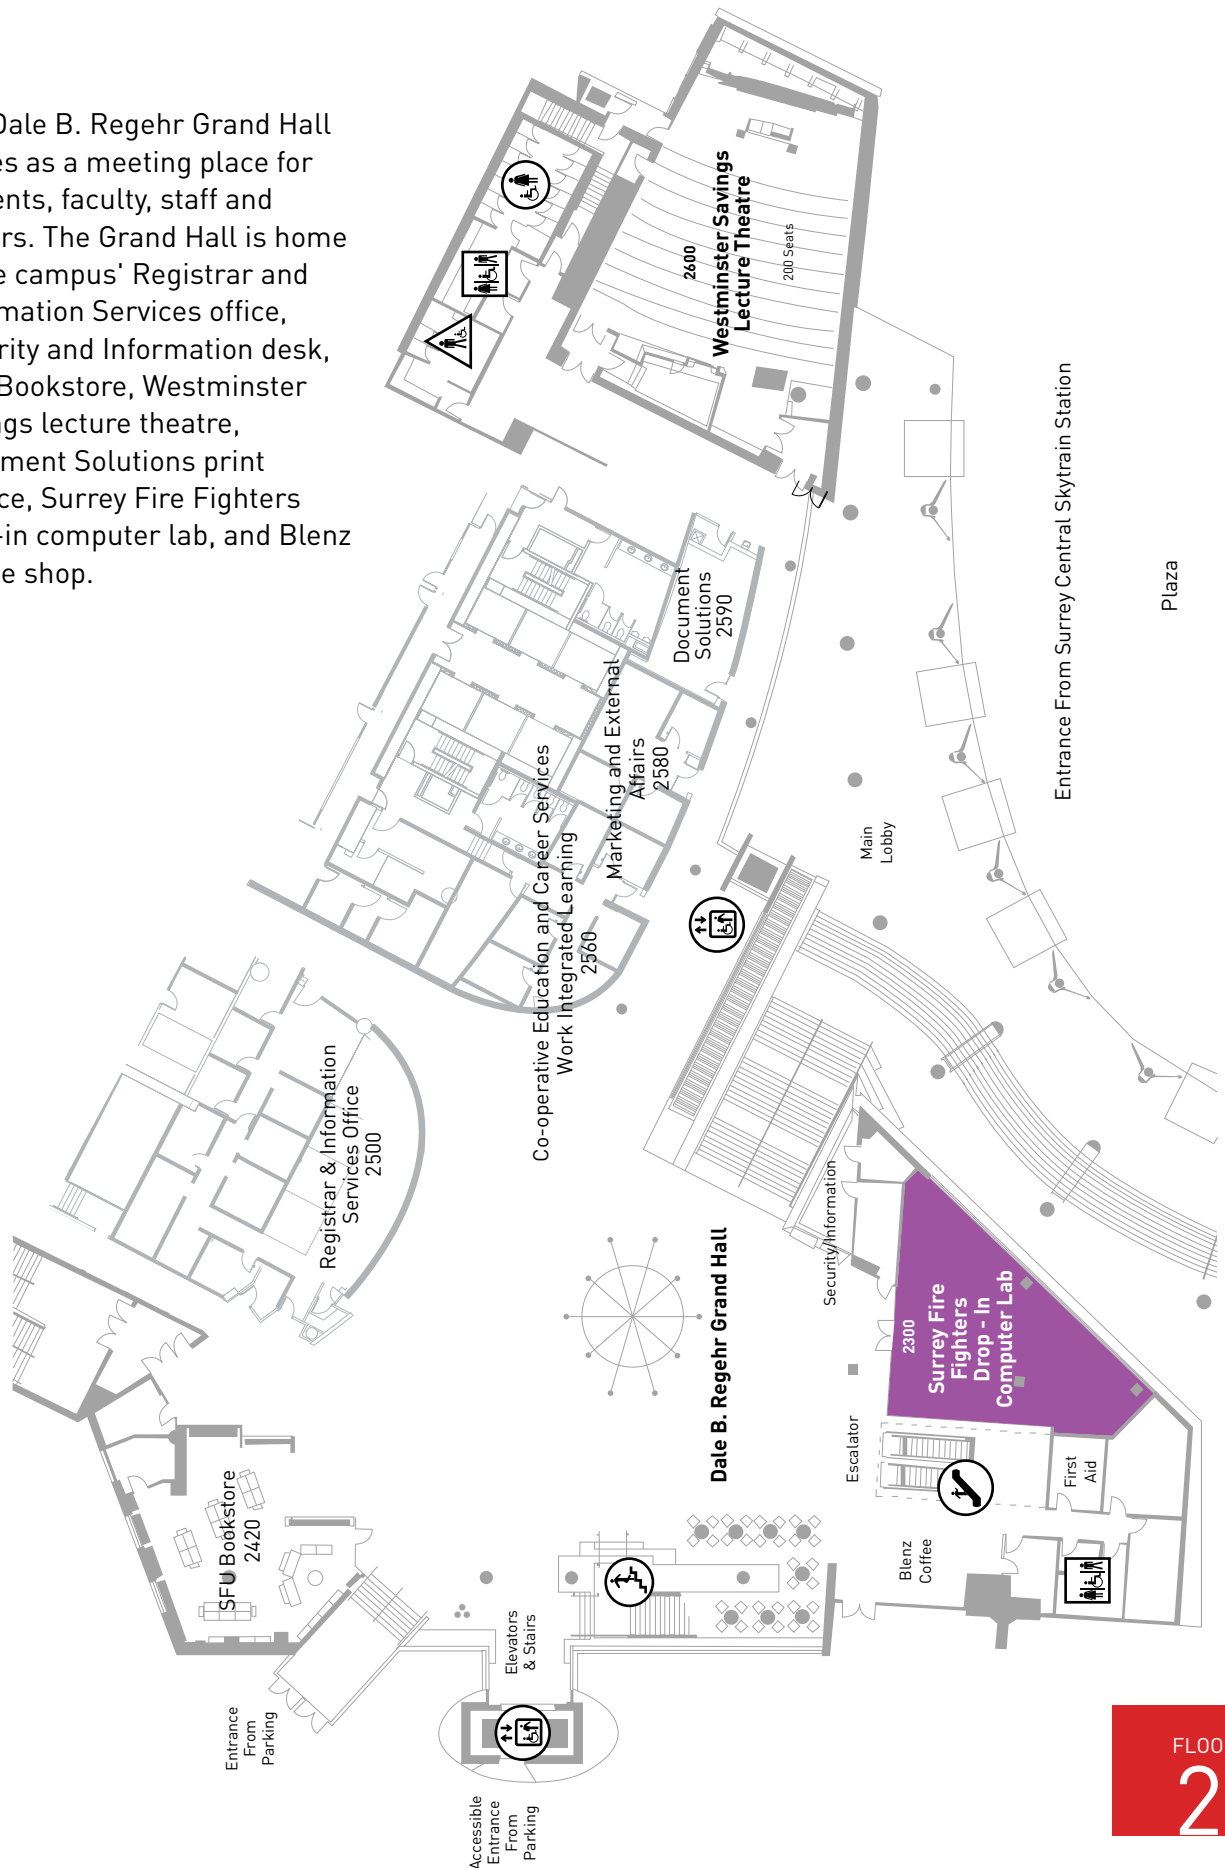 Dale B. Regehr Grand Hall
es as a meeting place for
ents, faculty, staff and
rs. The Grand Hall is home
e campus' Registrar and
mation Services office,
rity and Information desk,
Bookstore, Westminster
ngs lecture theatre,
ment Solutions print
ce, Surrey Fire Fighters
-in computer lab, and Blenz
e shop.
2600
Westminster Savings
Lecture Theatre
200 Seats
Entrance From Surrey Central Skytrain Station
Plaza
Document
Solutions
2590
Marketing and External
Affairs
2580
Co-operative Education and Career Services
Work Integrated Learning
2560
Main
Lobby
Registrar & Information
Services Office
2500
Security/Information
Dale B. Regehr Grand Hall
2300
Surrey Fire
Fighters
Drop - In
Computer Lab
Escalator
First
Aid
Blenz
Coffee
SFU Bookstore
2420
Elevators
& Stairs
Entrance
From
Parking
Accessible
Entrance
From
Parking
FLOO
2